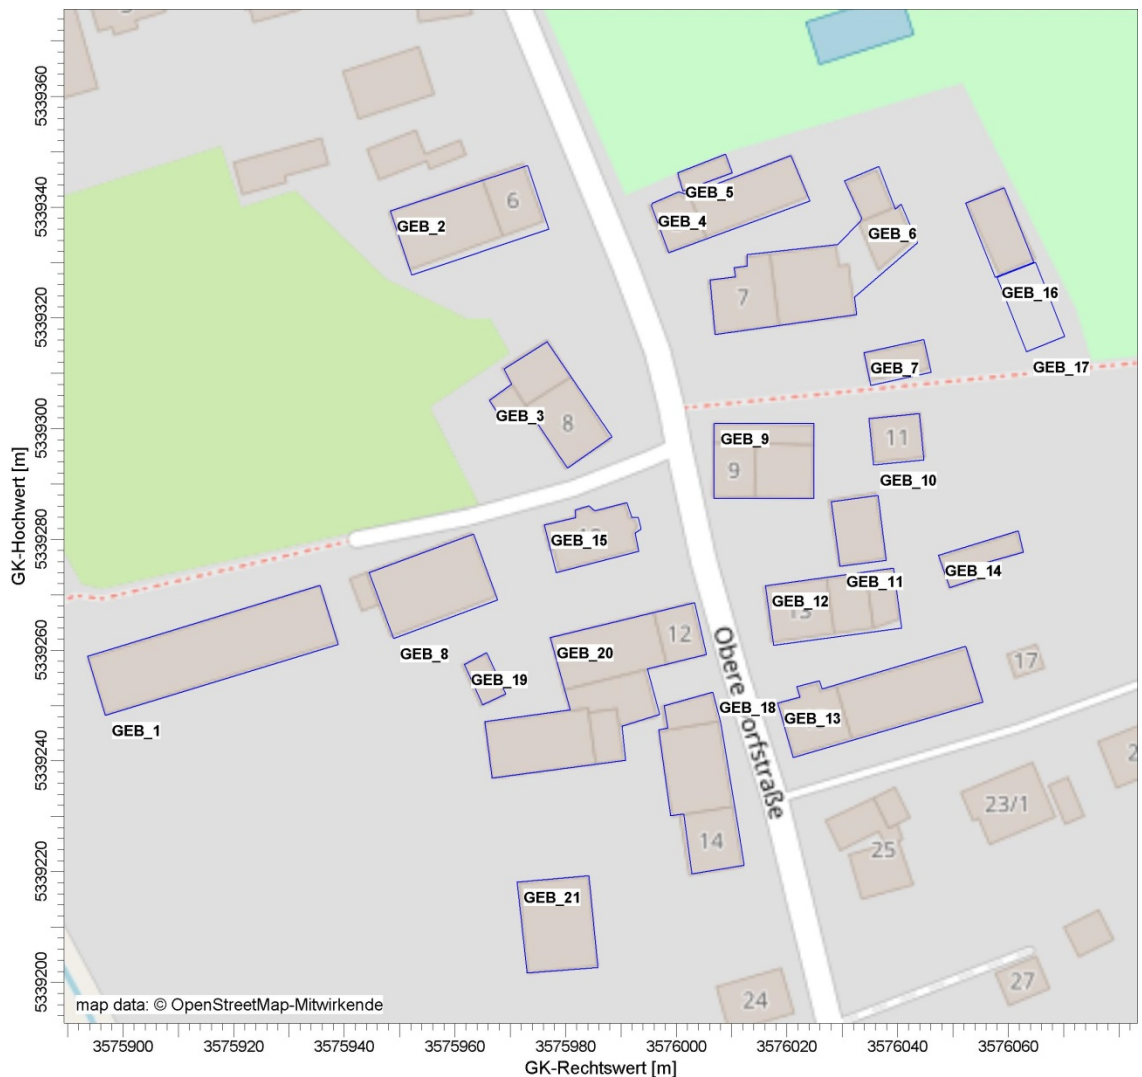 GK-Hochwert [m]
5339360
5339340
5339320
5339300
5339280
5339260
5339240
5339220
5339200
GEB_5
GEB_4
6
GEB_2
GEB_6
7
GEB_16
GEB_7
GEB_17
GEB_3
8
GEB_9
9
11
GEB_10
GEB_15
GEB_14
GEB_11
GEB_12
13
GEB_8
12
GEB_20
17
GEB_19
GEB_18
GEB_13
GEB_1
Obere Dorfstraße
23/1
14
25
GEB_21
27
24
map data: © OpenStreetMap-Mitwirkende
3575900 3575920 3575940 3575960 3575980 3576000 3576020 3576040 3576060
GK-Rechtswert [m]